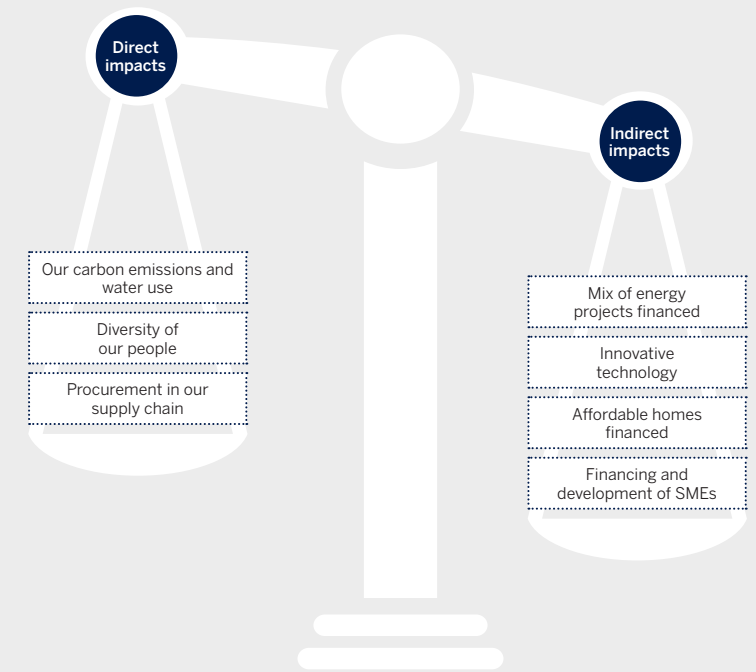 Direct
impacts
Our carbon emissions and
water use
Diversity of
our people
Procurement in our
supply chain
Indirect
impacts
Mix of energy
projects financed
Innovative
technology
Affordable homes
financed
Financing and
development of SMEs